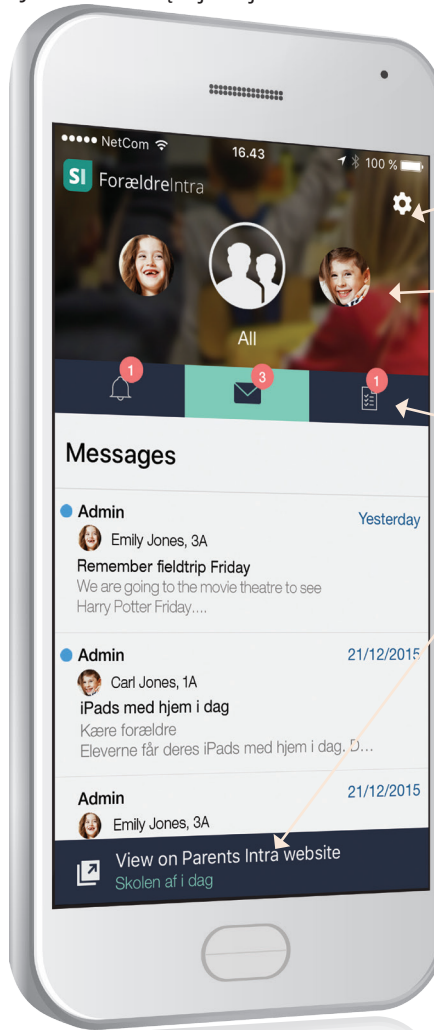 NetCom 16.43 100 %
SI ForældreIntra
All
1 3 1
Messages
Admin Yesterday
Emily Jones, 3A
Remember fieldtrip Friday
We are going to the movie theatre to see
Harry Potter Friday....
Admin 21/12/2015
Carl Jones, 1A
iPads med hjem i dag
Kære forældre
Eleverne får deres iPads med hjem i dag. D...
Admin 21/12/2015
Emily Jones, 3A
View on Parents Intra website
Skolen af i dag